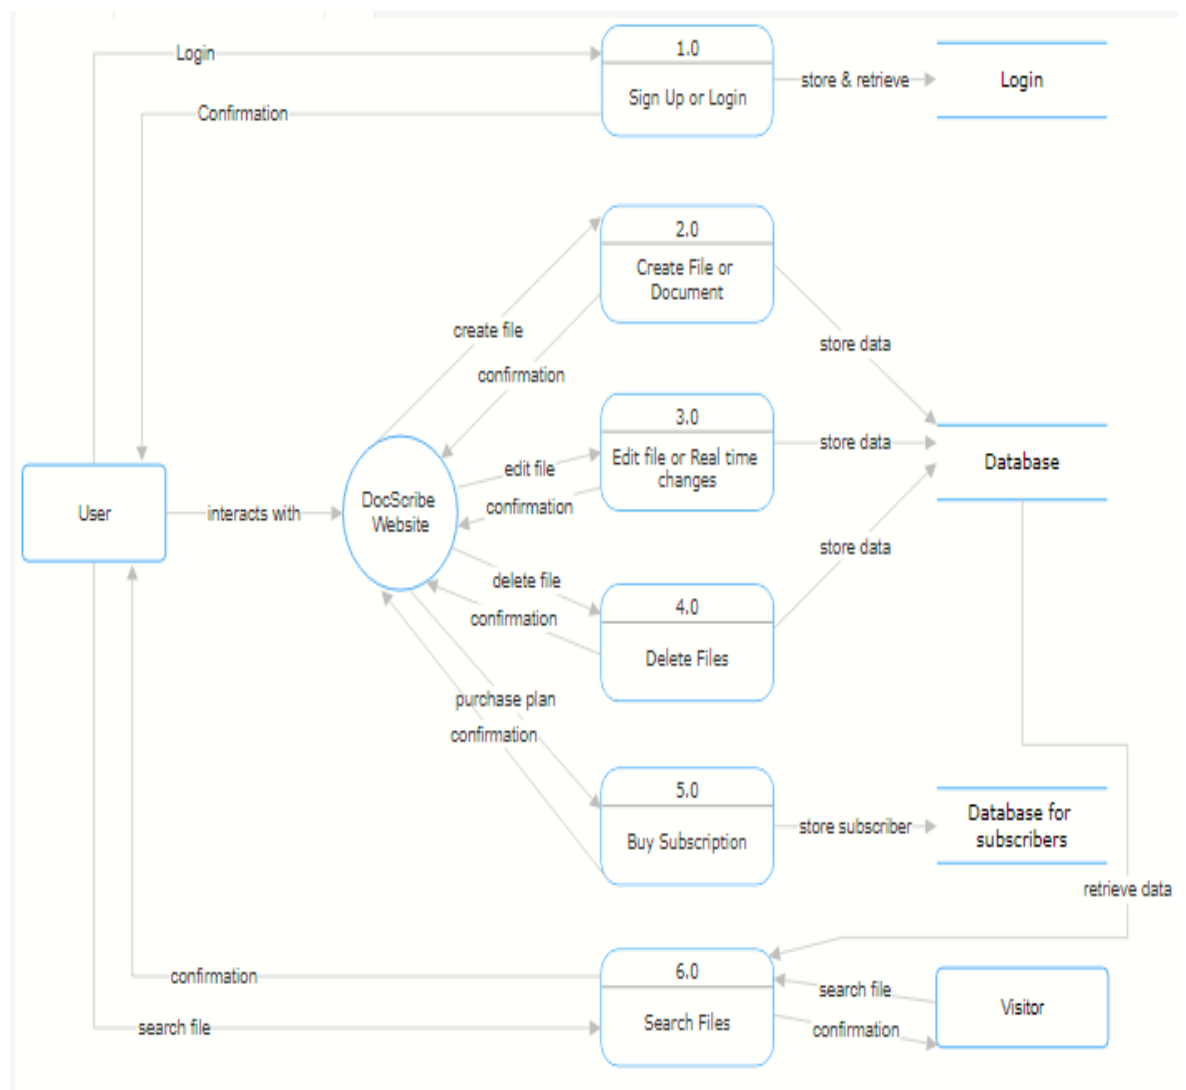 Login
1.0
Sign Up or Login
store & retrieve
Login
Confirmation
2.0
Create File or
Document
create file
store data
confirmation
3.0
Edit file or Real time
changes
edit file
confirmation
store data
Database
User
interacts with
DocScribe
Website
store data
delete file
confirmation
4.0
Delete Files
purchase plan
confirmation
5.0
Buy Subscription
store subscriber
Database for
subscribers
retrieve data
confirmation
6.0
Search Files
search file
search file
confirmation
Visitor